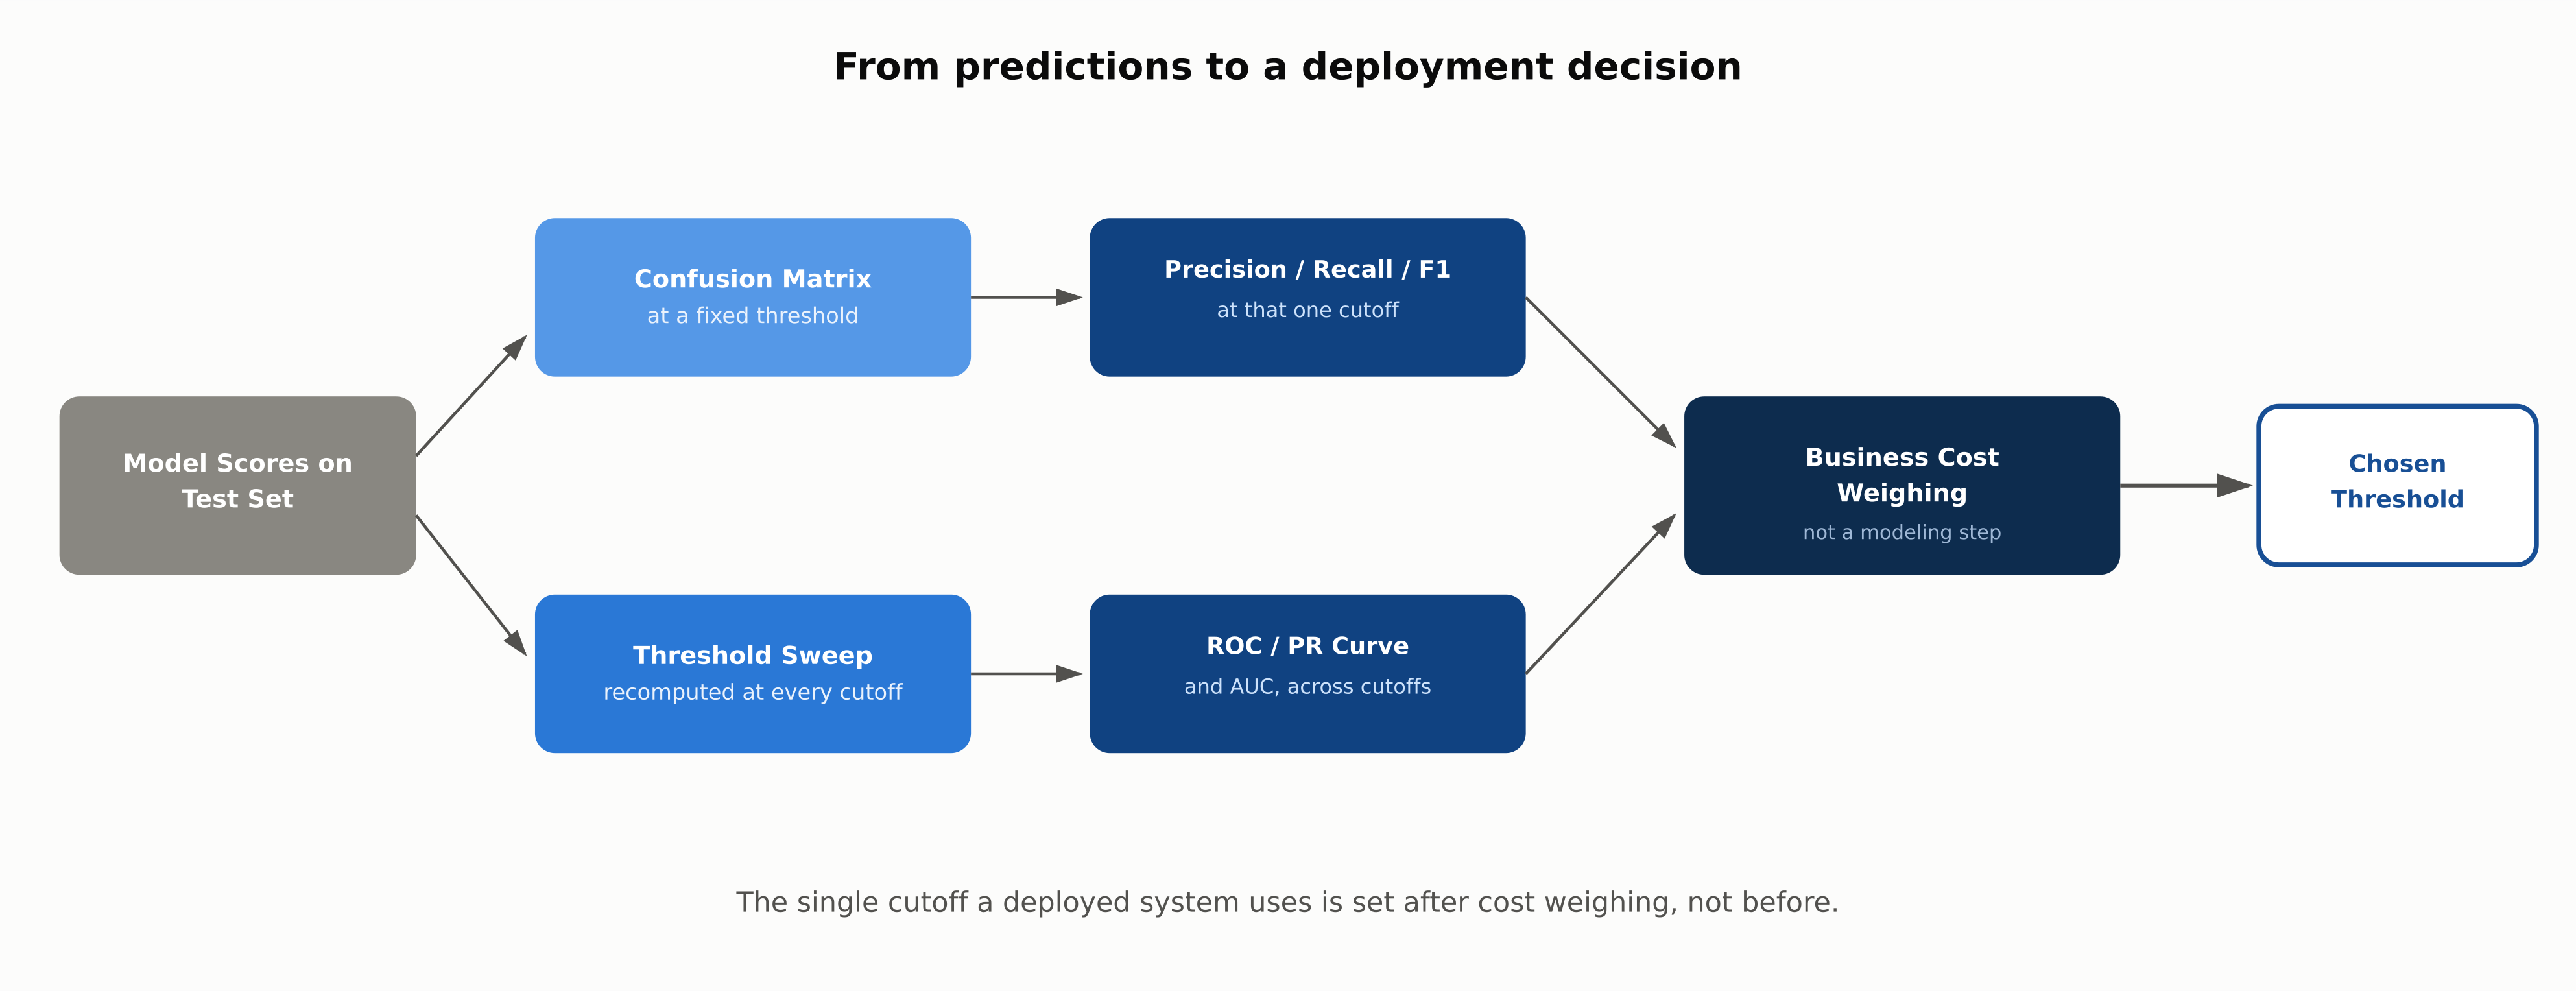 From predictions to a deployment decision
Confusion Matrix
at a fixed threshold
Precision / Recall / F1
at that one cutoff
Model Scores on
Test Set
Threshold Sweep
recomputed at every cutoff
ROC / PR Curve
and AUC, across cutoffs
Business Cost
Weighing
not a modeling step
Chosen
Threshold
The single cutoff a deployed system uses is set after cost weighing, not before.